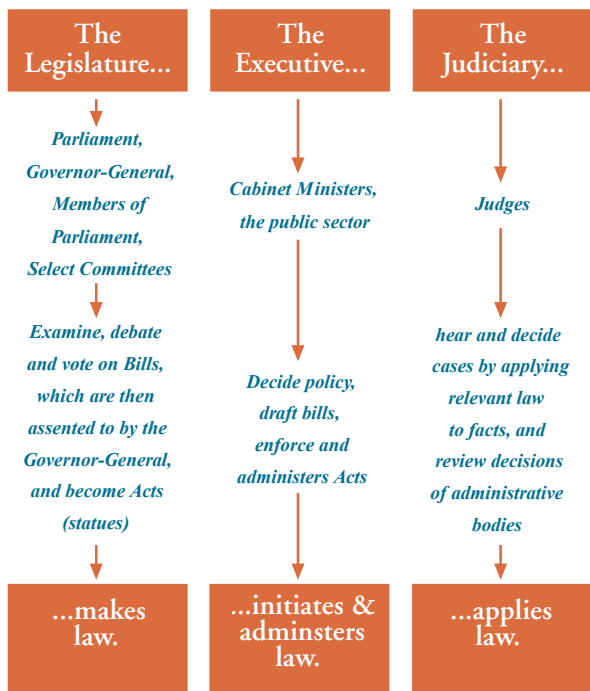 The
Legislature...
Parliament,
Governor-General,
Members of
Parliament,
Select Committees
Examine, debate
and vote on Bills,
which are then
assented to by the
Governor-General,
and become Acts
(statues)
...makes
law.
The
Executive...
Cabinet Ministers,
the public sector
Decide policy,
draft bills,
enforce and
administers Acts
...initiates &
adminsters
law.
The
Judiciary...
Judges
hear and decide
cases by applying
relevant law
to facts, and
review decisions
of administrative
bodies
...applies
law.